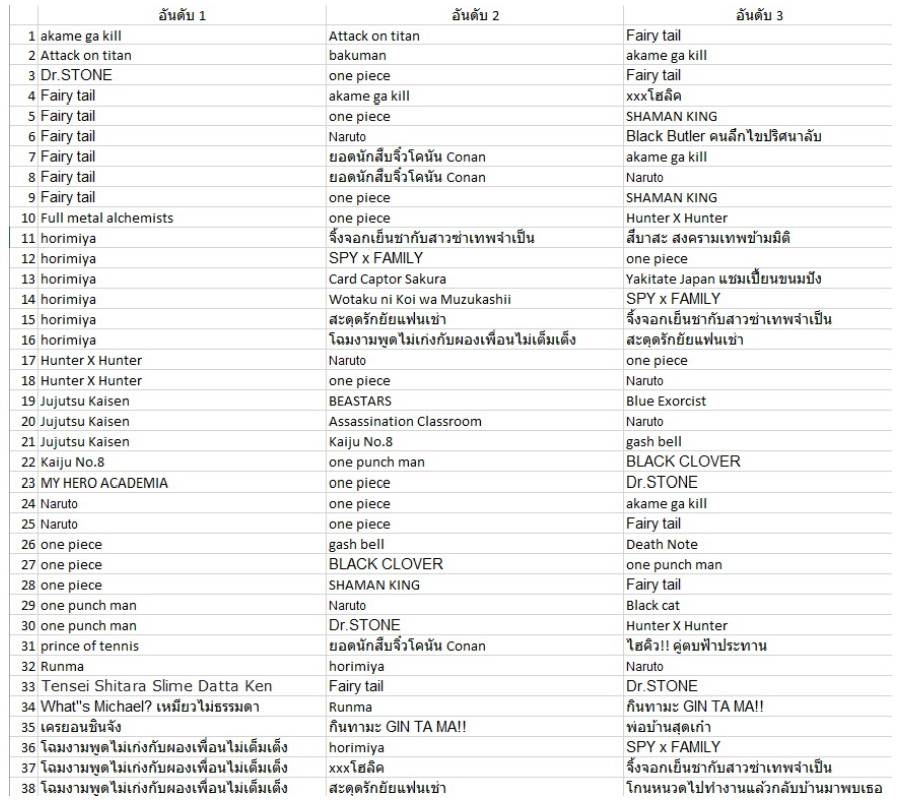 อันดับ 1 อันดับ 2 อันดับ 3
1 akame ga kill Attack on titan Fairy tail
2 Attack on titan bakuman akame ga kill
3 Dr.STONE one piece Fairy tail
4 Fairy tail akame ga kill xxxโฮลิค
5 Fairy tail one piece SHAMAN KING
6 Fairy tail Naruto Black Butler คนลึกไขปริศนาลับ
7 Fairy tail ยอดนักสืบจิ๋วโคนัน Conan akame ga kill
8 Fairy tail ยอดนักสืบจิ๋วโคนัน Conan Naruto
9 Fairy tail one piece SHAMAN KING
10 Full metal alchemists one piece Hunter X Hunter
11 horimiya จิ้งจอกเย็นชากับสาวซ่าเทพจำเป็น สึบาสะ สงครามเทพข้ามมิติ
12 horimiya SPY x FAMILY one piece
13 horimiya Card Captor Sakura Yakitate Japan แชมเปี้ยนขนมปัง
14 horimiya Wotaku ni Koi wa Muzukashii SPY x FAMILY
15 horimiya สะดุดรักยัยแฟนเช่า จิ้งจอกเย็นชากับสาวซ่าเทพจำเป็น
16 horimiya โฉมงามพูดไม่เก่งกับผองเพื่อนไม่เต็มเต็ง สะดุดรักยัยแฟนเช่า
17 Hunter X Hunter Naruto one piece
18 Hunter X Hunter one piece Naruto
19 Jujutsu Kaisen BEASTARS Blue Exorcist
20 Jujutsu Kaisen Assassination Classroom Naruto
21 Jujutsu Kaisen Kaiju No.8 gash bell
22 Kaiju No.8 one punch man BLACK CLOVER
23 MY HERO ACADEMIA one piece Dr.STONE
24 Naruto one piece akame ga kill
25 Naruto one piece Fairy tail
26 one piece gash bell Death Note
27 one piece BLACK CLOVER one punch man
28 one piece SHAMAN KING Fairy tail
29 one punch man Naruto Black cat
30 one punch man Dr.STONE Hunter X Hunter
31 prince of tennis ยอดนักสืบจิ๋วโคนัน Conan ไฮคิว!! คู่ตบฟ้าประทาน
32 Runma horimiya Naruto
33 Tensei Shitara Slime Datta Ken Fairy tail Dr.STONE
34 What"s Michael? เหมียวไม่ธรรมดา Runma กินทามะ GIN TA MA!!
35 เครยอนชินจัง กินทามะ GIN TA MA!! พ่อบ้านสุดเก๋า
36 โฉมงามพูดไม่เก่งกับผองเพื่อนไม่เต็มเต็ง horimiya SPY x FAMILY
37 โฉมงามพูดไม่เก่งกับผองเพื่อนไม่เต็มเต็ง xxxโฮลิค จิ้งจอกเย็นชากับสาวซ่าเทพจำเป็น
38 โฉมงามพูดไม่เก่งกับผองเพื่อนไม่เต็มเต็ง สะดุดรักยัยแฟนเช่า โกนหนวดไปทำงานแล้วกลับบ้านมาพบเธอ